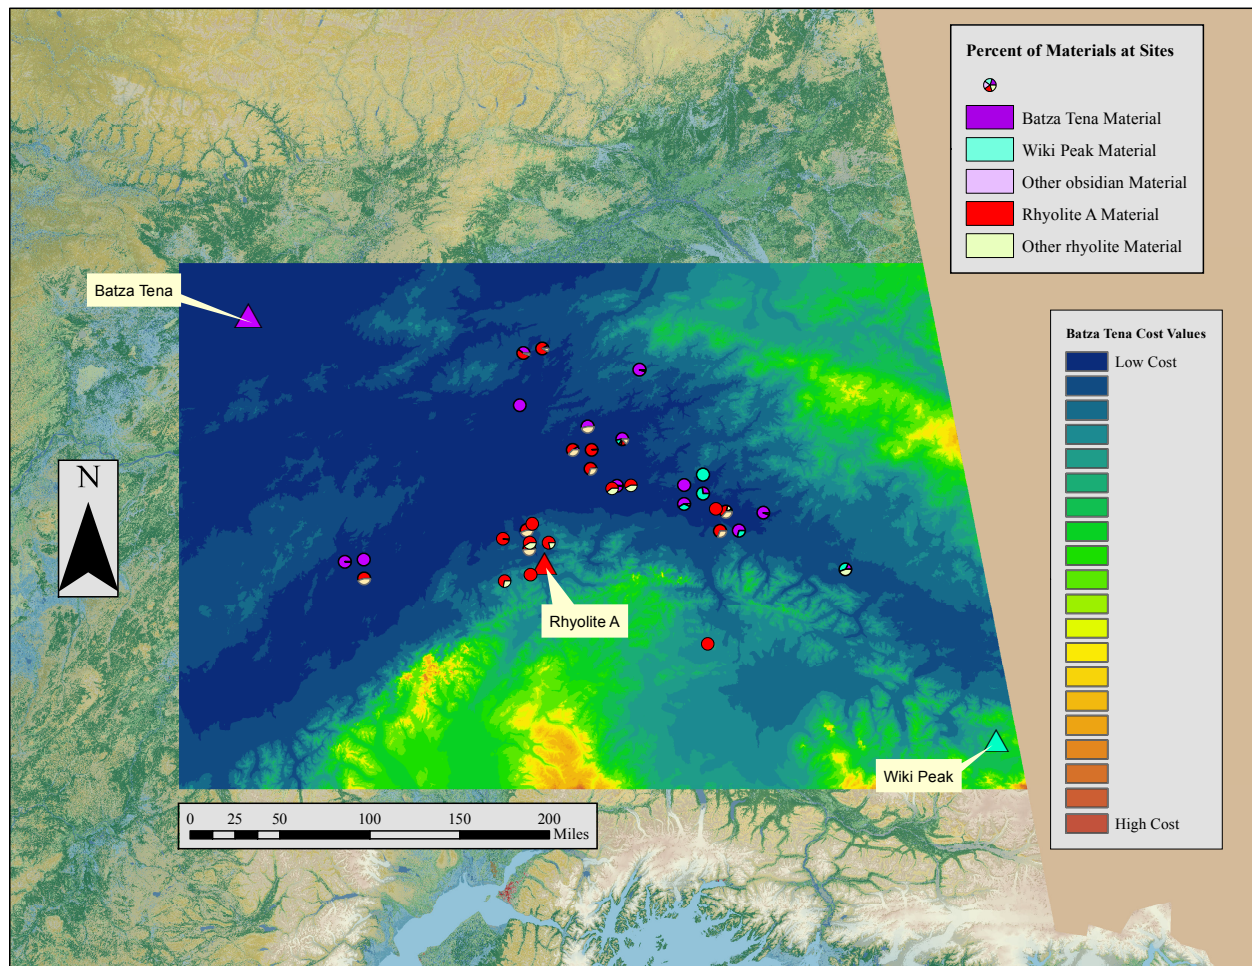 Percent of Materials at Sites
Batza Tena Material
Wiki Peak Material
Other obsidian Material
Rhyolite A Material
Other rhyolite Material
Batza Tena
Batza Tena Cost Values
Low Cost
N
Rhyolite A
Wiki Peak
0 25 50 100 150 200
Miles
High Cost